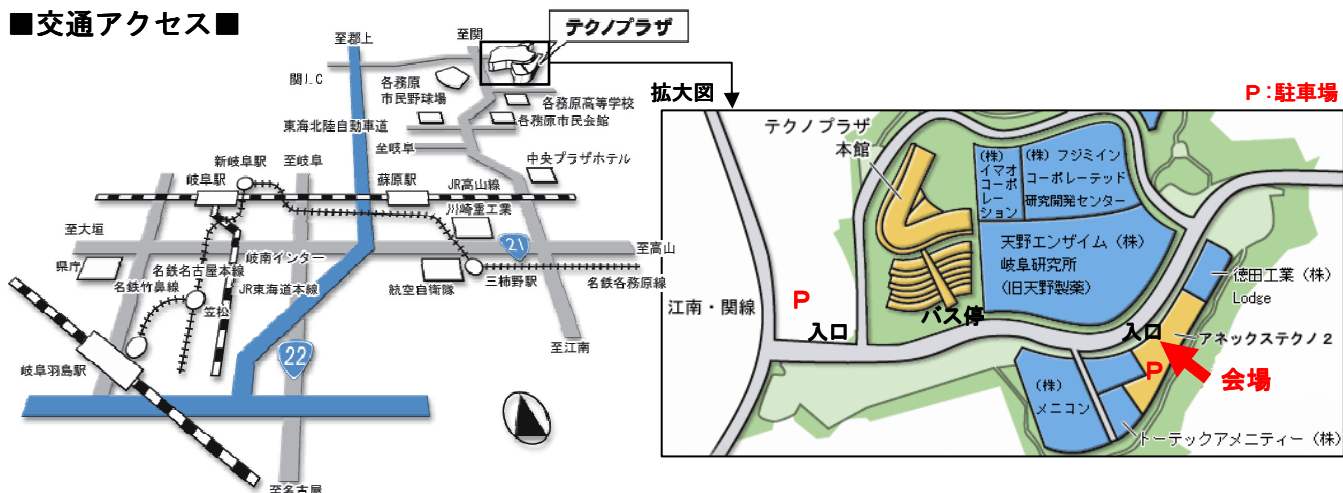 ■交通アクセス■
至郡上
至関
テクノプラザ
関J.C
各務原
市民野球場
各務原高等学校
各務原市民会館
東海北陸自動車道
至岐阜
中央プラザホテル
新岐阜駅
至岐阜
岐阜駅
蘇原駅
JR高山線
川崎重工業
至大垣
21
至高山
県庁
岐南インター
名鉄名古屋本線
名鉄竹鼻線
JR東海道本線
航空自衛隊
三柿野駅
名鉄各務原線
笠松
至江南
22
岐阜羽島駅
至名古屋
拡大図
P:駐車場
テクノプラザ
本館
(株)
イマオ
コーポ
レー
ション
(株)フジミイン
コーポレーテッド
研究開発センター
天野エンザイム(株)
岐阜研究所
(旧天野製薬)
徳田工業(株)
Lodge
江南・関線
P
入口
バス停
入口
アネックステクノ2
P
会場
(株)
メニコン
トーテックアメニティー(株)